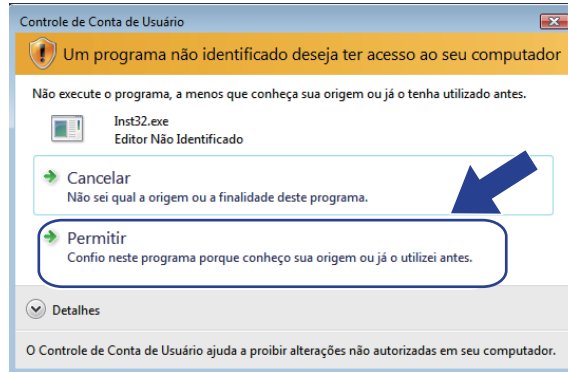 Controle de Conta de Usuário
Um programa não identificado deseja ter acesso ao seu computador
Não execute o programa, a menos que conheça sua origem ou já o tenha utilizado antes.
Inst32.exe
Editor Não Identificado
Cancelar
Não sei qual a origem ou a finalidade deste programa.
Permitir
Confio neste programa porque conheço sua origem ou já o utilizei antes.
Detalhes
O Controle de Conta de Usuário ajuda a proibir alterações não autorizadas em seu computador.